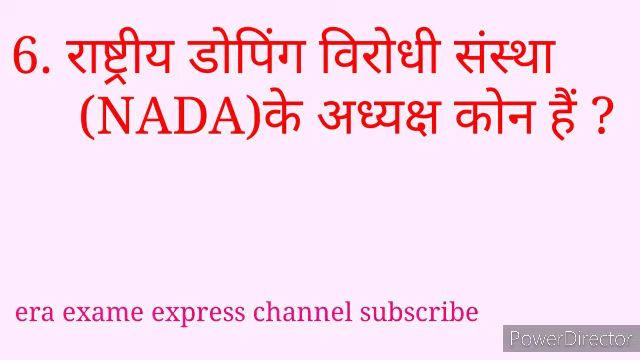 6. राष्ट्रीय डोपिंग विरोधी संस्था
(NADA)के अध्यक्ष कोन हैं ?
era exame express channel subscribe
PowerDirector